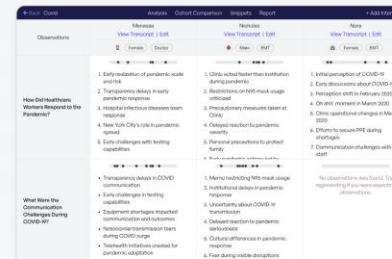 Back Covid
Analysis Cohort Comparison Snippets Report
+ Add Inter
Observations
Meneese
View Transcript | Edit
Female Doctor
Nicholas
View Transcript | Edit
Male EMT
Nora
View Transcript | Edit
Female EMT
How Did Healthcare
Workers Respond to the
Pandemic?
1. Early realization of pandemic scale
and risk
2. Transparency delays in early
pandemic response
3. Hospital infectious diseases team
response
4. New York City's role in pandemic
spread
5. Early challenges with testing
capabilities
1. Clinic voted faster than institution
during pandemic
2. Restrictions on N95 mask usage
criticized
3. Precautionary measures taken at
Clinic
4. Delayed reaction to pandemic
severity
5. Personal precautions to protect
family
1. Initial perception of COVID-19
2. Early discussions about COVID-1
3. Perception shift in February 2020
4. Oh shit moment in March 2020
5. Clinic operational changes in Ma
2020
6. Efforts to secure PPE during
shortages
7. Communication challenges with
staff
What Were the
Communication
Challenges During
COVID-19?
• Transparency delays in COVID
communication
• Early challenges in testing
capabilities
• Equipment shortages impacted
communication and outcomes
• Nosocomial transmission fears
during COVID surge
• Telehealth initiatives created for
pandemic adaptation
1. Memo restricting N95 mask usage
2. Institutional delays in pandemic
response
3. Uncertainty about COVID-19
transmission
4. Delayed reaction to pandemic
seriousness
5. Cultural differences in pandemic
response
6. Fear during visible disruptions
No observations were found. Try
regenerating if you were expectin
observations.